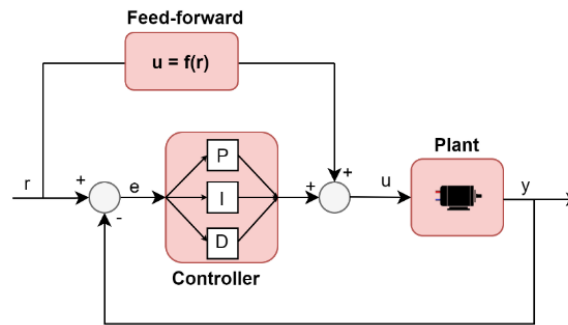 Feed-forward
u = f(r)
P
Plant
r
+
e
I
+
+
u
y
-
D
Controller